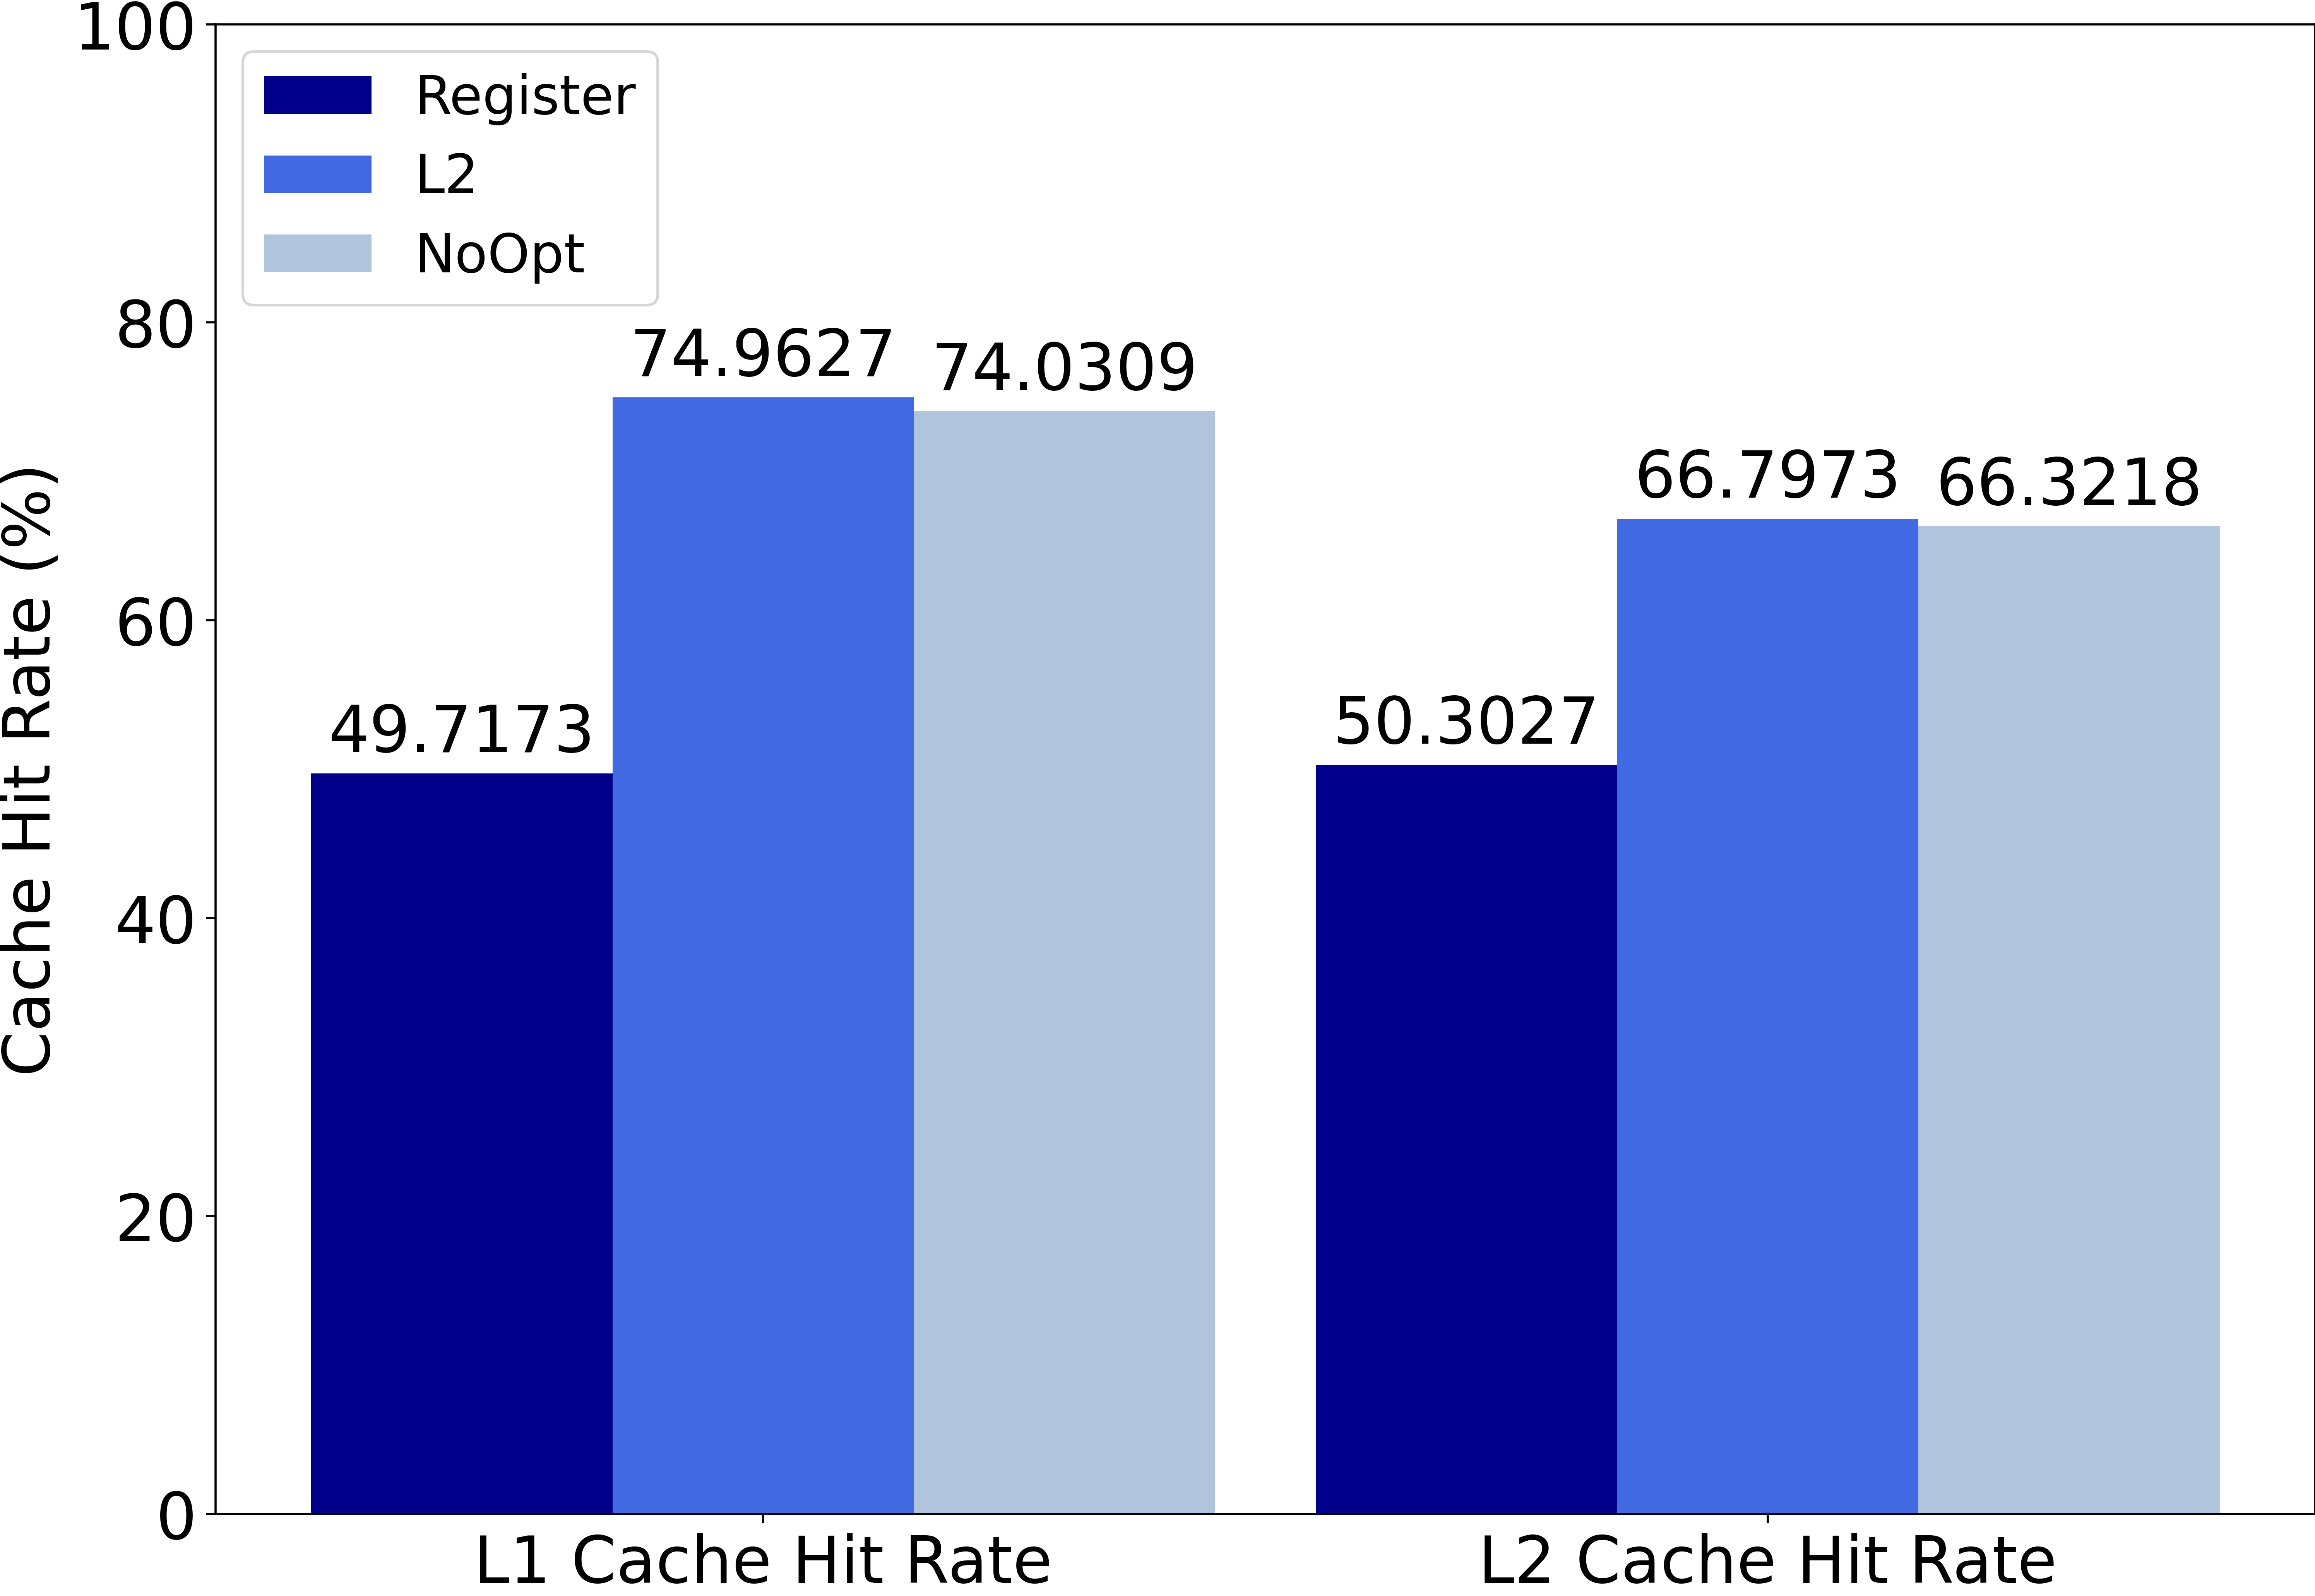 100
80
60
40
20
0
Cache Hit Rate (%)
Register
L2
NoOpt
49.7173
74.9627
74.0309
50.3027
66.7973
66.3218
L1 Cache Hit Rate
L2 Cache Hit Rate